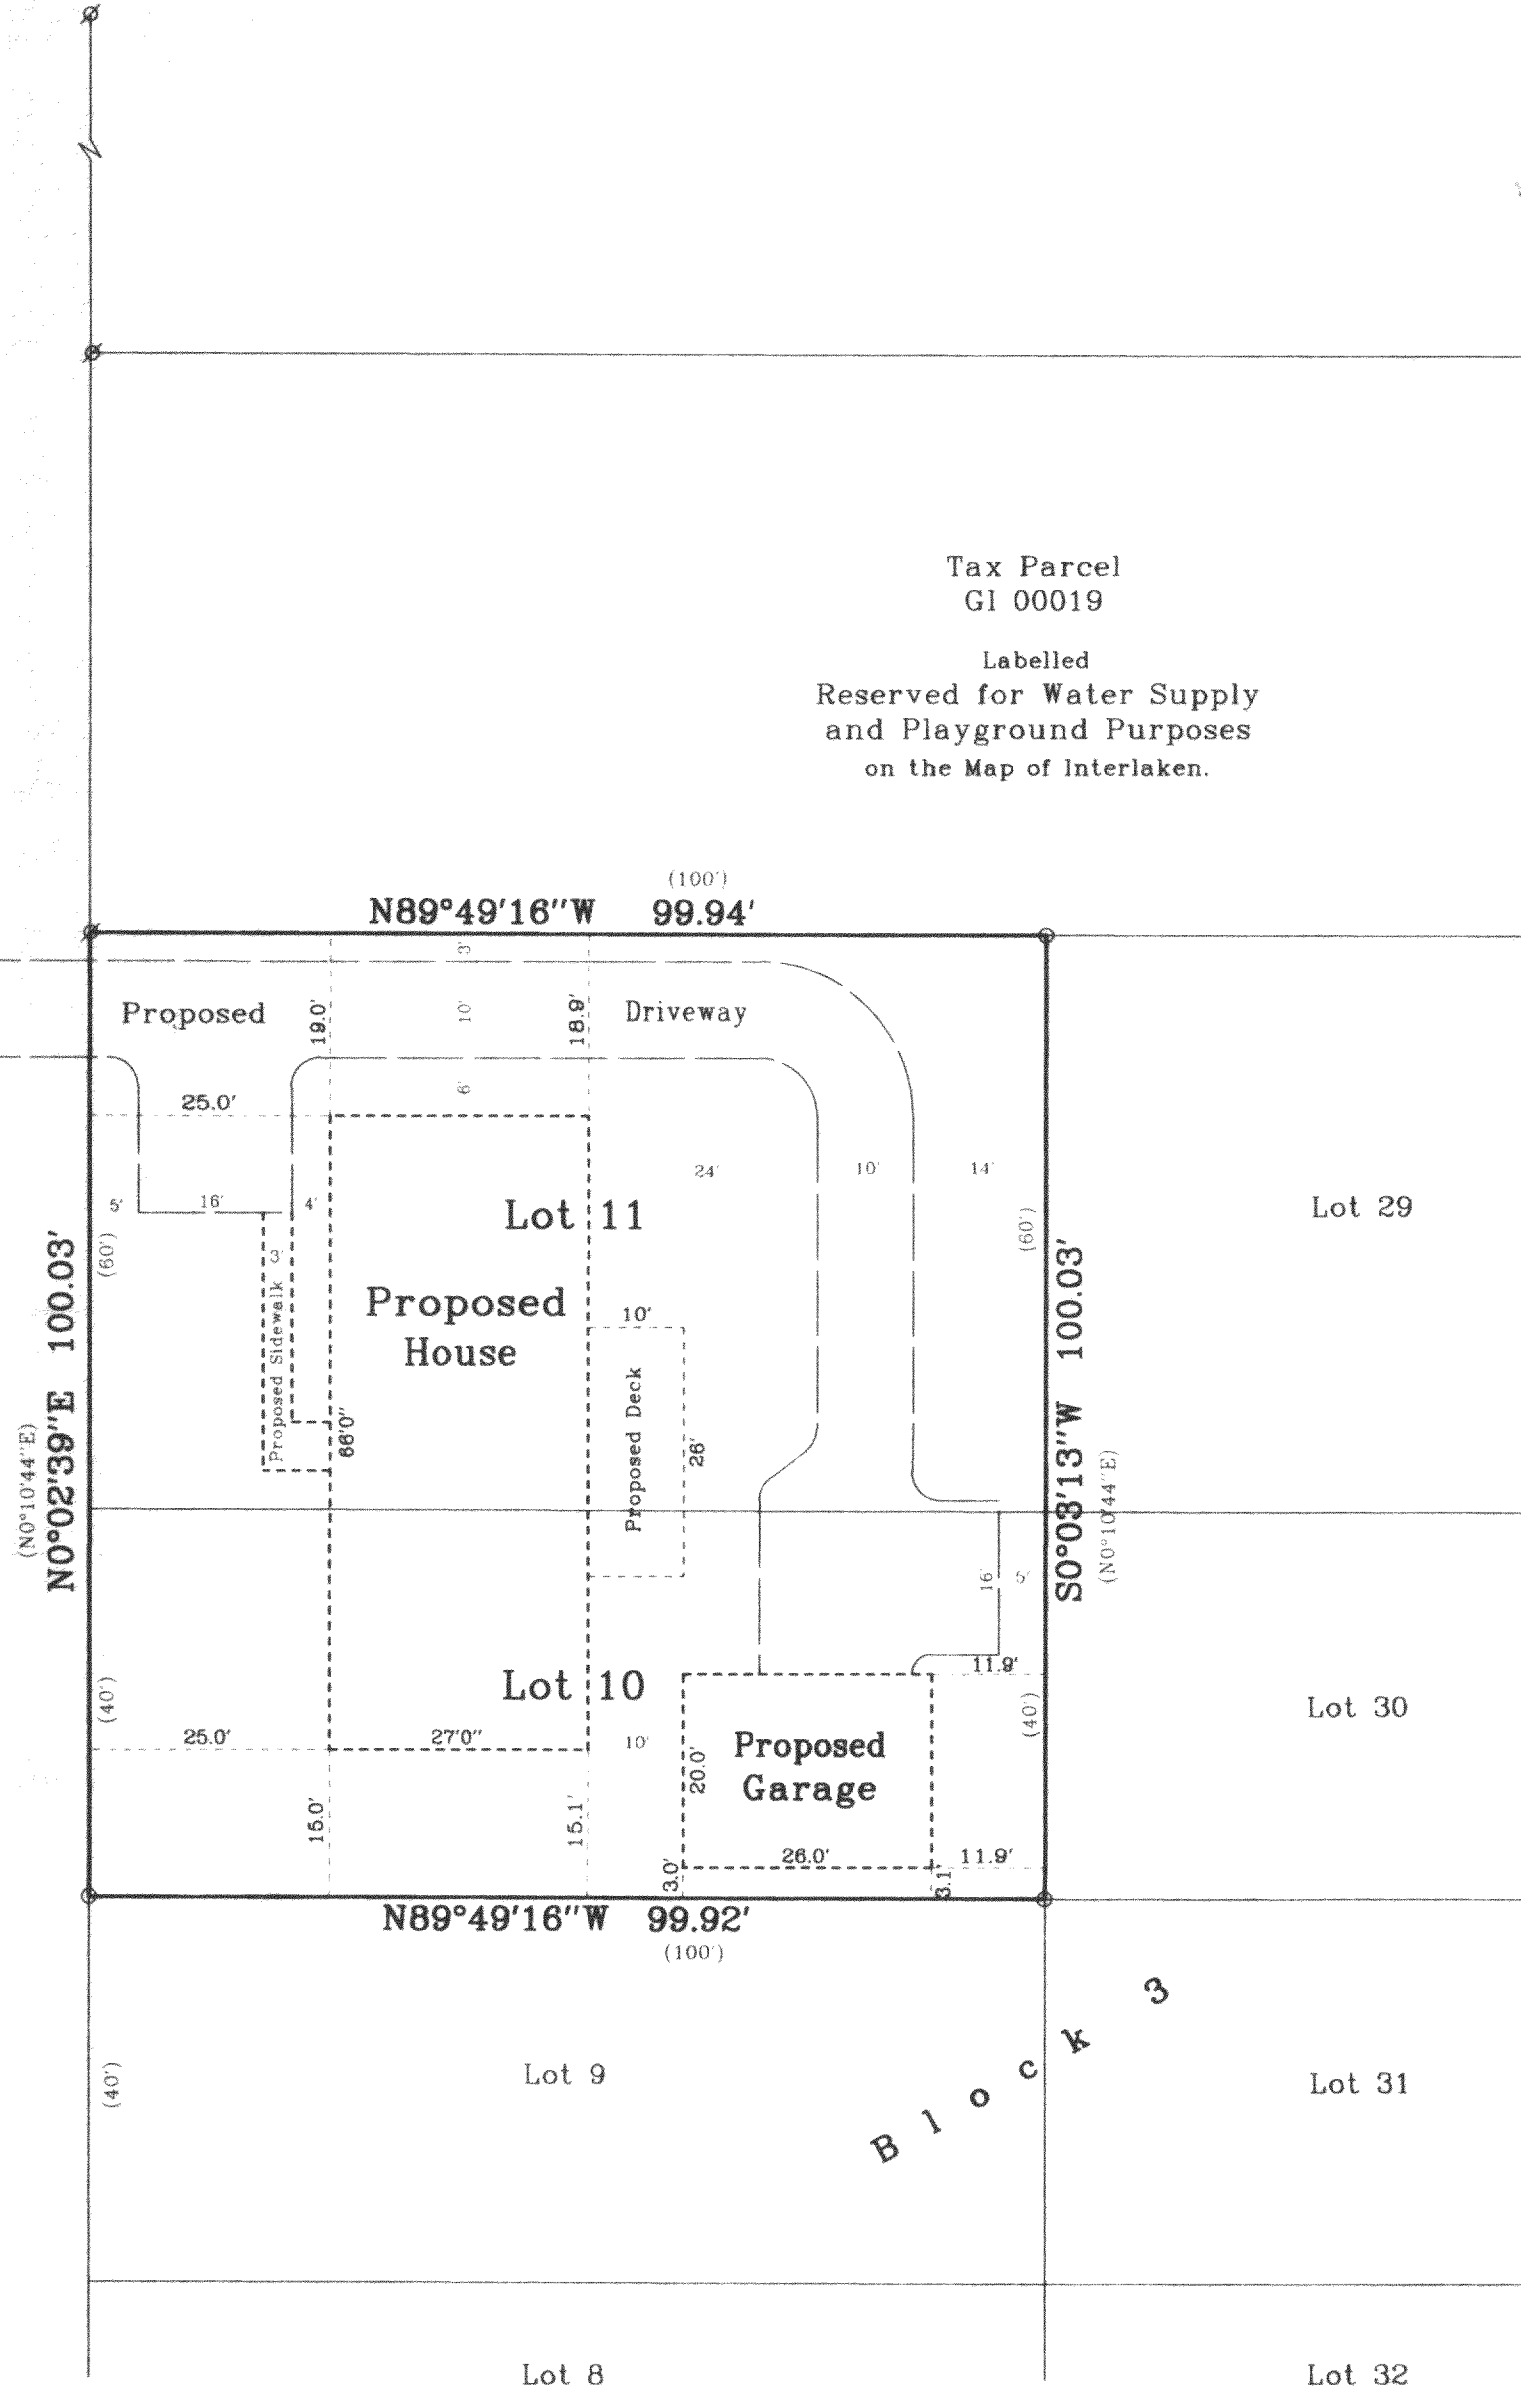 Tax Parcel
GI 00019
Labelled
Reserved for Water Supply
and Playground Purposes
on the Map of Interlaken.
(100')
N89°49'16"W 99.94'
3'
Proposed
19.0'
10'
18.9'
Driveway
25.0'
6'
5'
16'
4'
24'
10'
14'
Lot 11
Lot 29
(60')
(60')
3'
Proposed Sidewalk
Proposed
House
10'
Proposed Deck
26'
66'0"
N0°02'39"E 100.03'
(N0°10'44"E)
S0°03'13"W 100.03'
(N0°10'44"E)
16'
5'
11.9'
Lot 10
(40')
(40')
Lot 30
25.0'
27'0"
10'
Proposed
Garage
20.0'
15.0'
15.1'
26.0'
11.9'
3.0'
3.1'
N89°49'16"W 99.92'
(100')
Block 3
Lot 9
(40')
Lot 31
Lot 8
Lot 32